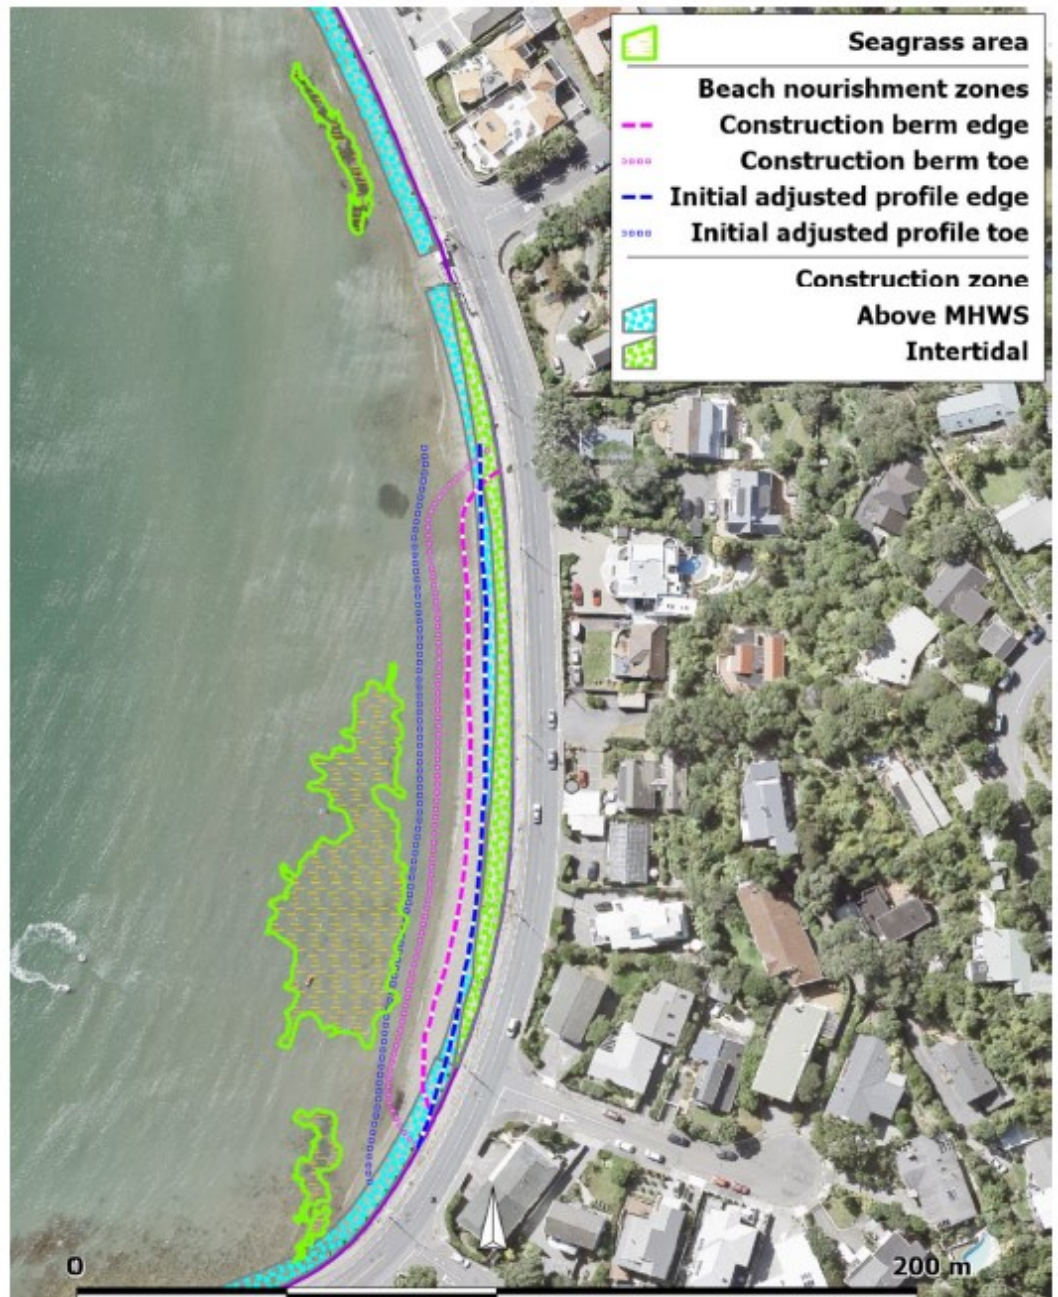 Seagrass area
Beach nourishment zones
Construction berm edge
Construction berm toe
Initial adjusted profile edge
Initial adjusted profile toe
Construction zone
Above MHWS
Intertidal
0
200 m